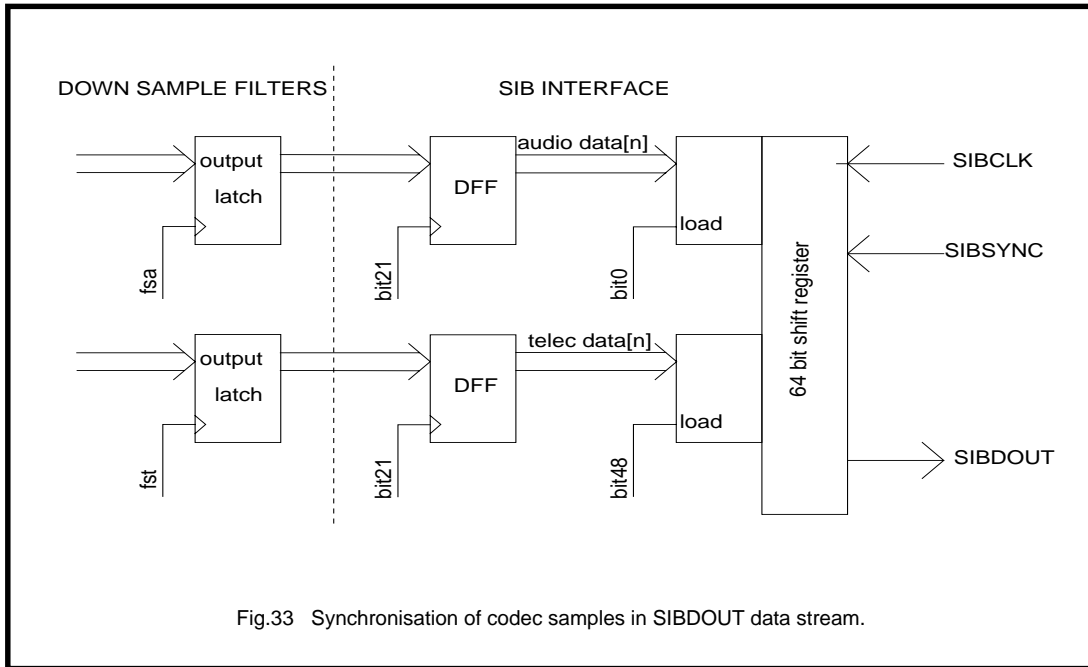 DOWN SAMPLE FILTERS
SIB INTERFACE
output
latch
fsa
DFF
bit21
audio data[n]
load
bit0
SIBCLK
SIBSYNC
64 bit shift register
output
latch
fst
DFF
bit21
telec data[n]
load
bit48
SIBDOUT
Fig.33 Synchronisation of codec samples in SIBDOUT data stream.